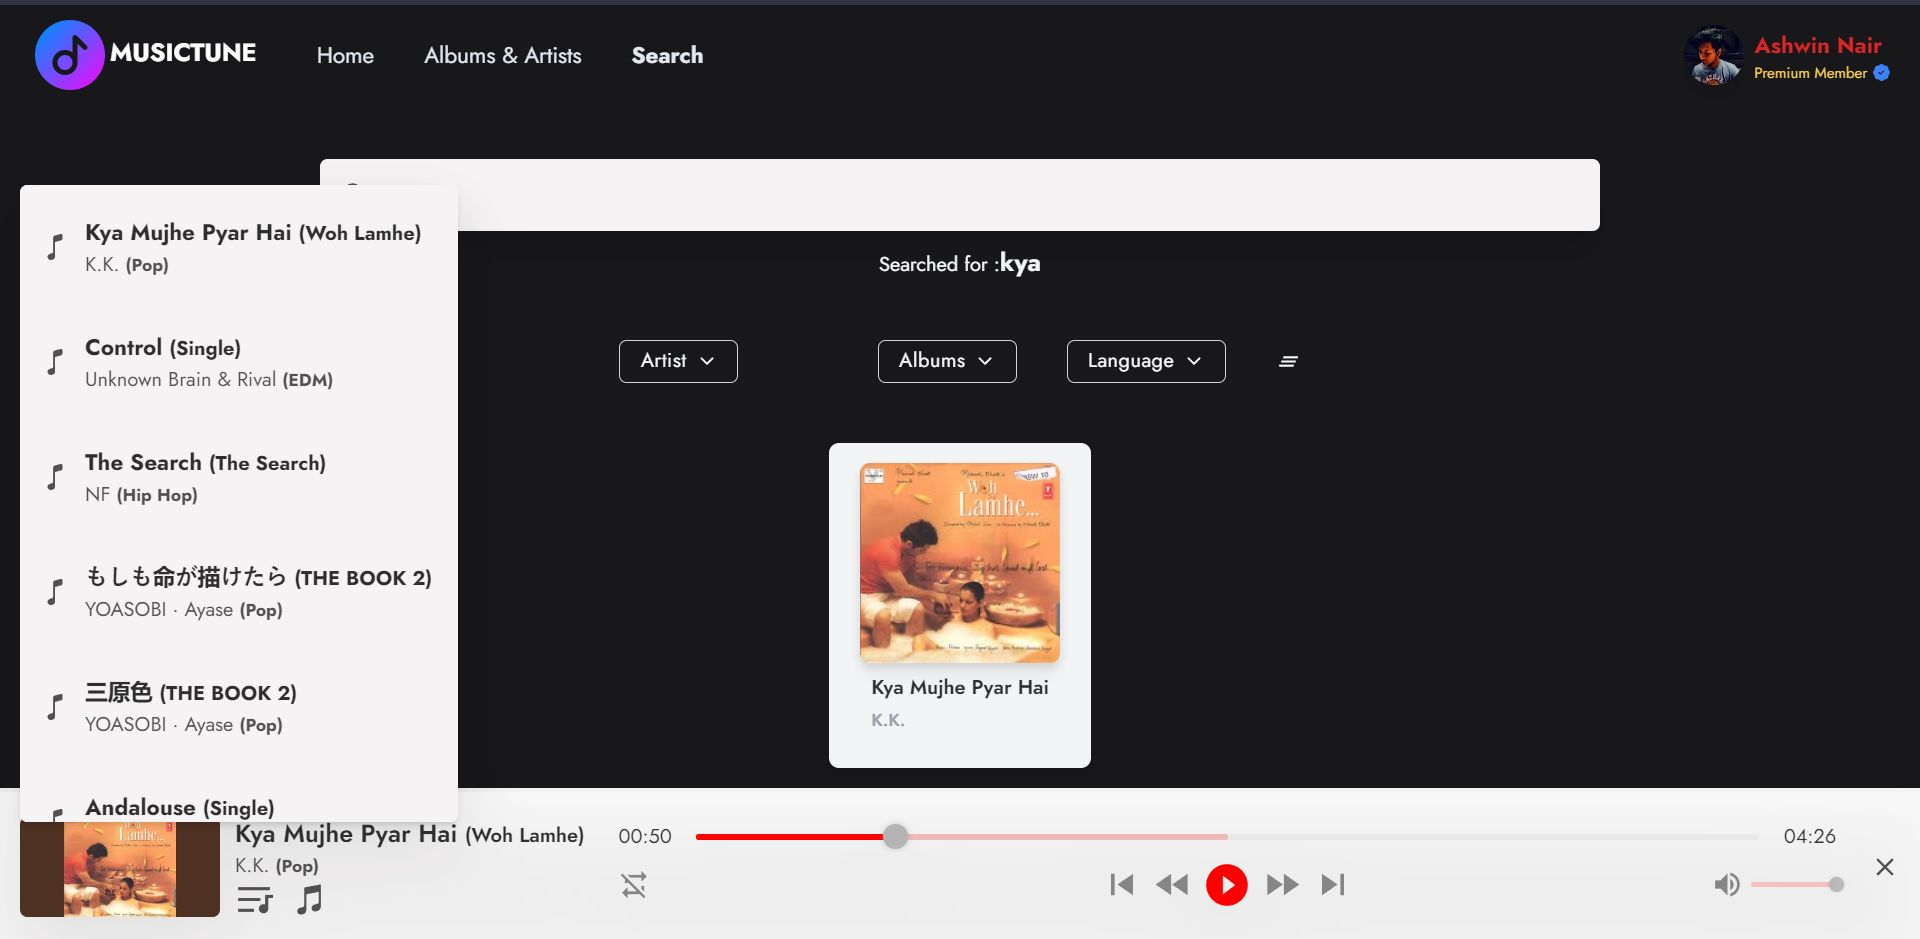 MUSICTUNE
Home
Albums & Artists
Search
Ashwin Nair
Premium Member
Searched for :kya
Artist
Albums
Language
Kya Mujhe Pyar Hai (Woh Lamhe)
K.K. (Pop)
Control (Single)
Unknown Brain & Rival (EDM)
The Search (The Search)
NF (Hip Hop)
もしも命が描けたら (THE BOOK 2)
YOASOBI · Ayase (Pop)
三原色 (THE BOOK 2)
YOASOBI · Ayase (Pop)
Andalouse (Single)
Woh
Lamhe...
Kya Mujhe Pyar Hai
K.K.
Lamhe...
Kya Mujhe Pyar Hai (Woh Lamhe)
K.K. (Pop)
00:50
04:26